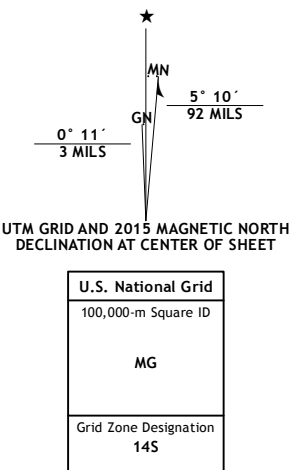 ★
MN
5° 10´
92 MILS
GN
0° 11´
3 MILS
UTM GRID AND 2015 MAGNETIC NORTH
DECLINATION AT CENTER OF SHEET
U.S. National Grid
100,000-m Square ID
MG
Grid Zone Designation
14S